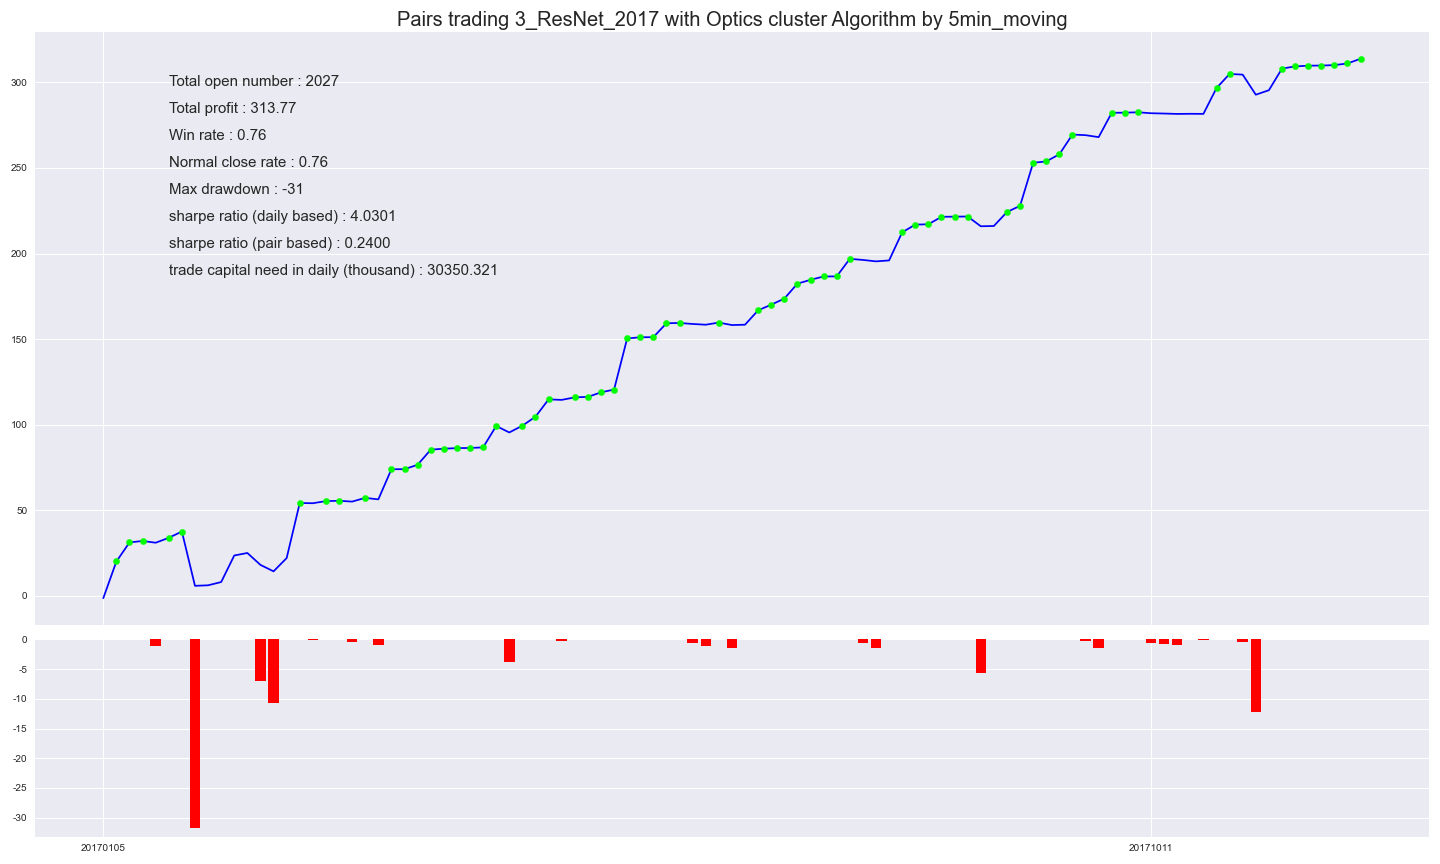 Pairs trading 3_ResNet_2017 with Optics cluster Algorithm by 5min_moving
300
250
200
150
100
50
0
Total open number : 2027
Total profit : 313.77
Win rate : 0.76
Normal close rate : 0.76
Max drawdown : -31
sharpe ratio (daily based) : 4.0301
sharpe ratio (pair based) : 0.2400
trade capital need in daily (thousand) : 30350.321
0
-5
-10
-15
-20
-25
-30
20170105
20171011